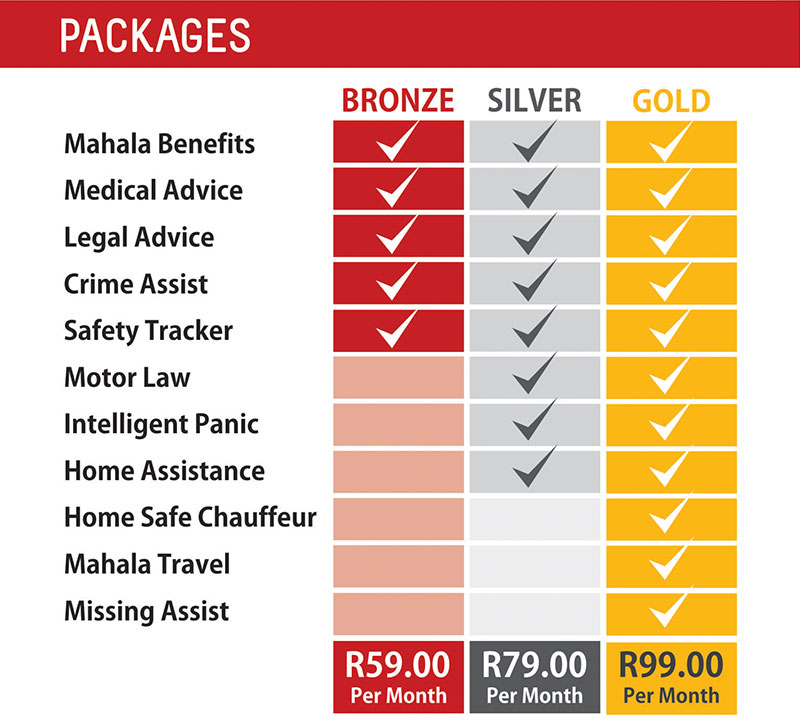 PACKAGES
BRONZE SILVER GOLD
Mahala Benefits
Medical Advice
Legal Advice
Crime Assist
Safety Tracker
Motor Law
Intelligent Panic
Home Assistance
Home Safe Chauffeur
Mahala Travel
Missing Assist
R59.00 R79.00 R99.00
Per Month Per Month Per Month